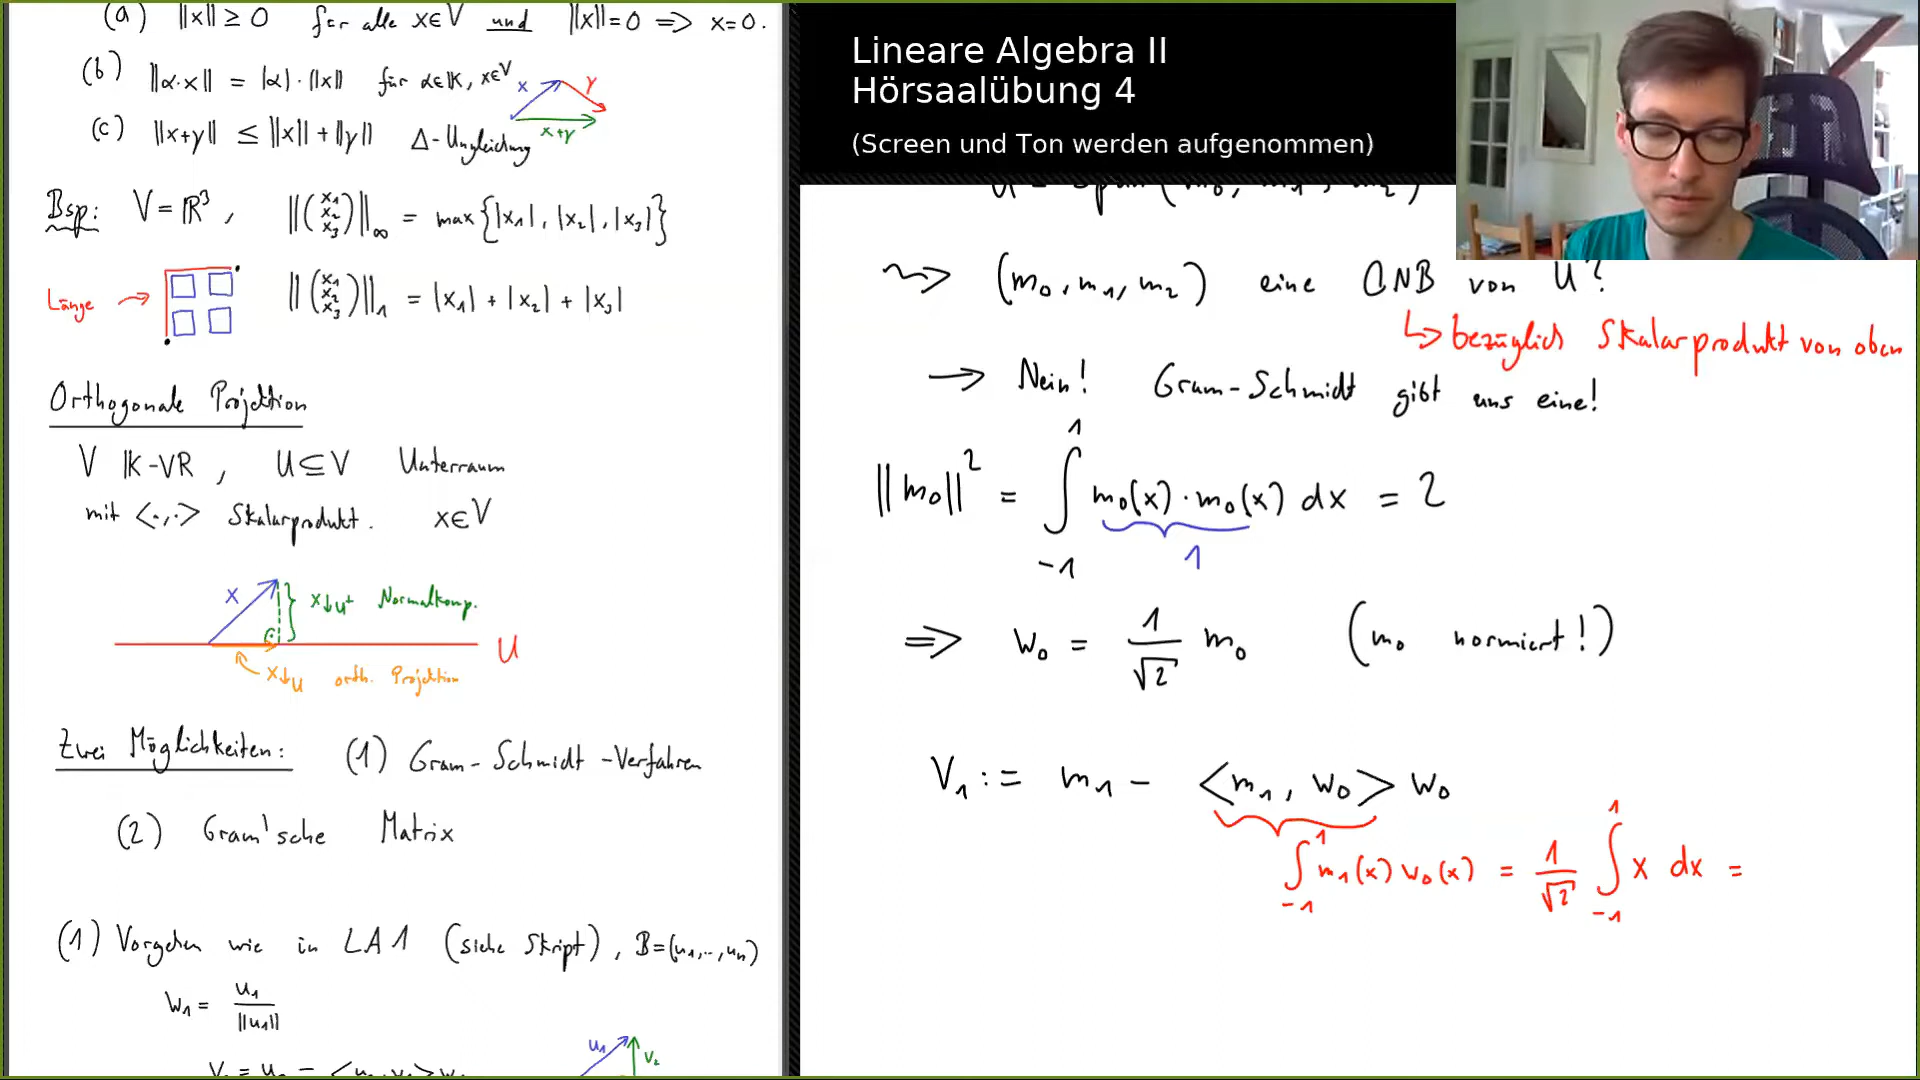 (a) ||x|| ≥ 0 für alle x∈V und ||x||=0 ⟹ x=0.
(b) ||α·x|| = |α|·||x|| für α∈K, x∈V
x
y
x+y
(c) ||x+y|| ≤ ||x||+||y|| Δ-Ungleichung
Bsp: V=ℝ³, ||(x₁ x₂ x₃)||∞ = max{|x₁|, |x₂|, |x₃|}
Länge → ||(x₁ x₂ x₃)||₁ = |x₁| + |x₂| + |x₃|
Orthogonale Projektion
V K-VR, U⊆V Unterraum
mit <·,·> Skalarprodukt. x∈V
x
x↓U⊥ Normalkomp.
U
x↓U orth. Projektion
Zwei Möglichkeiten: (1) Gram-Schmidt-Verfahren
(2) Gram'sche Matrix
(1) Vorgehen wie in LA1 (siehe Skript), B=(u₁,..,uₙ)
w₁ = u₁/||u₁||
u₁
v₂
Lineare Algebra II
Hörsaalübung 4
(Screen und Ton werden aufgenommen)
⇝ (m₀, m₁, m₂) eine ONB von U?
↳ bezüglich Skalarprodukt von oben
→ Nein! Gram-Schmidt gibt uns eine!
||m₀||² = ∫₋₁¹ m₀(x)·m₀(x) dx = 2
1
⟹ w₀ = 1/√2 m₀ (m₀ normiert!)
V₁ := m₁ - <m₁, w₀> w₀
∫₋₁¹ m₁(x) w₀(x) = 1/√2 ∫₋₁¹ x dx =